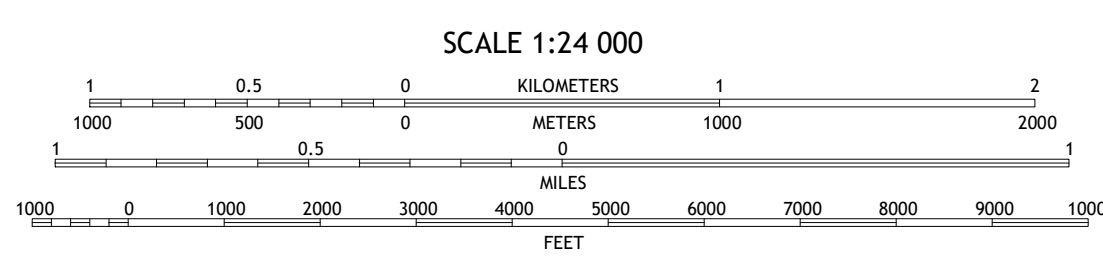 SCALE 1:24 000
1 0.5 0 KILOMETERS 1 2
1000 500 0 METERS 1000 2000
1 0.5 0 1
MILES
1000 0 1000 2000 3000 4000 5000 6000 7000 8000 9000 1000
FEET